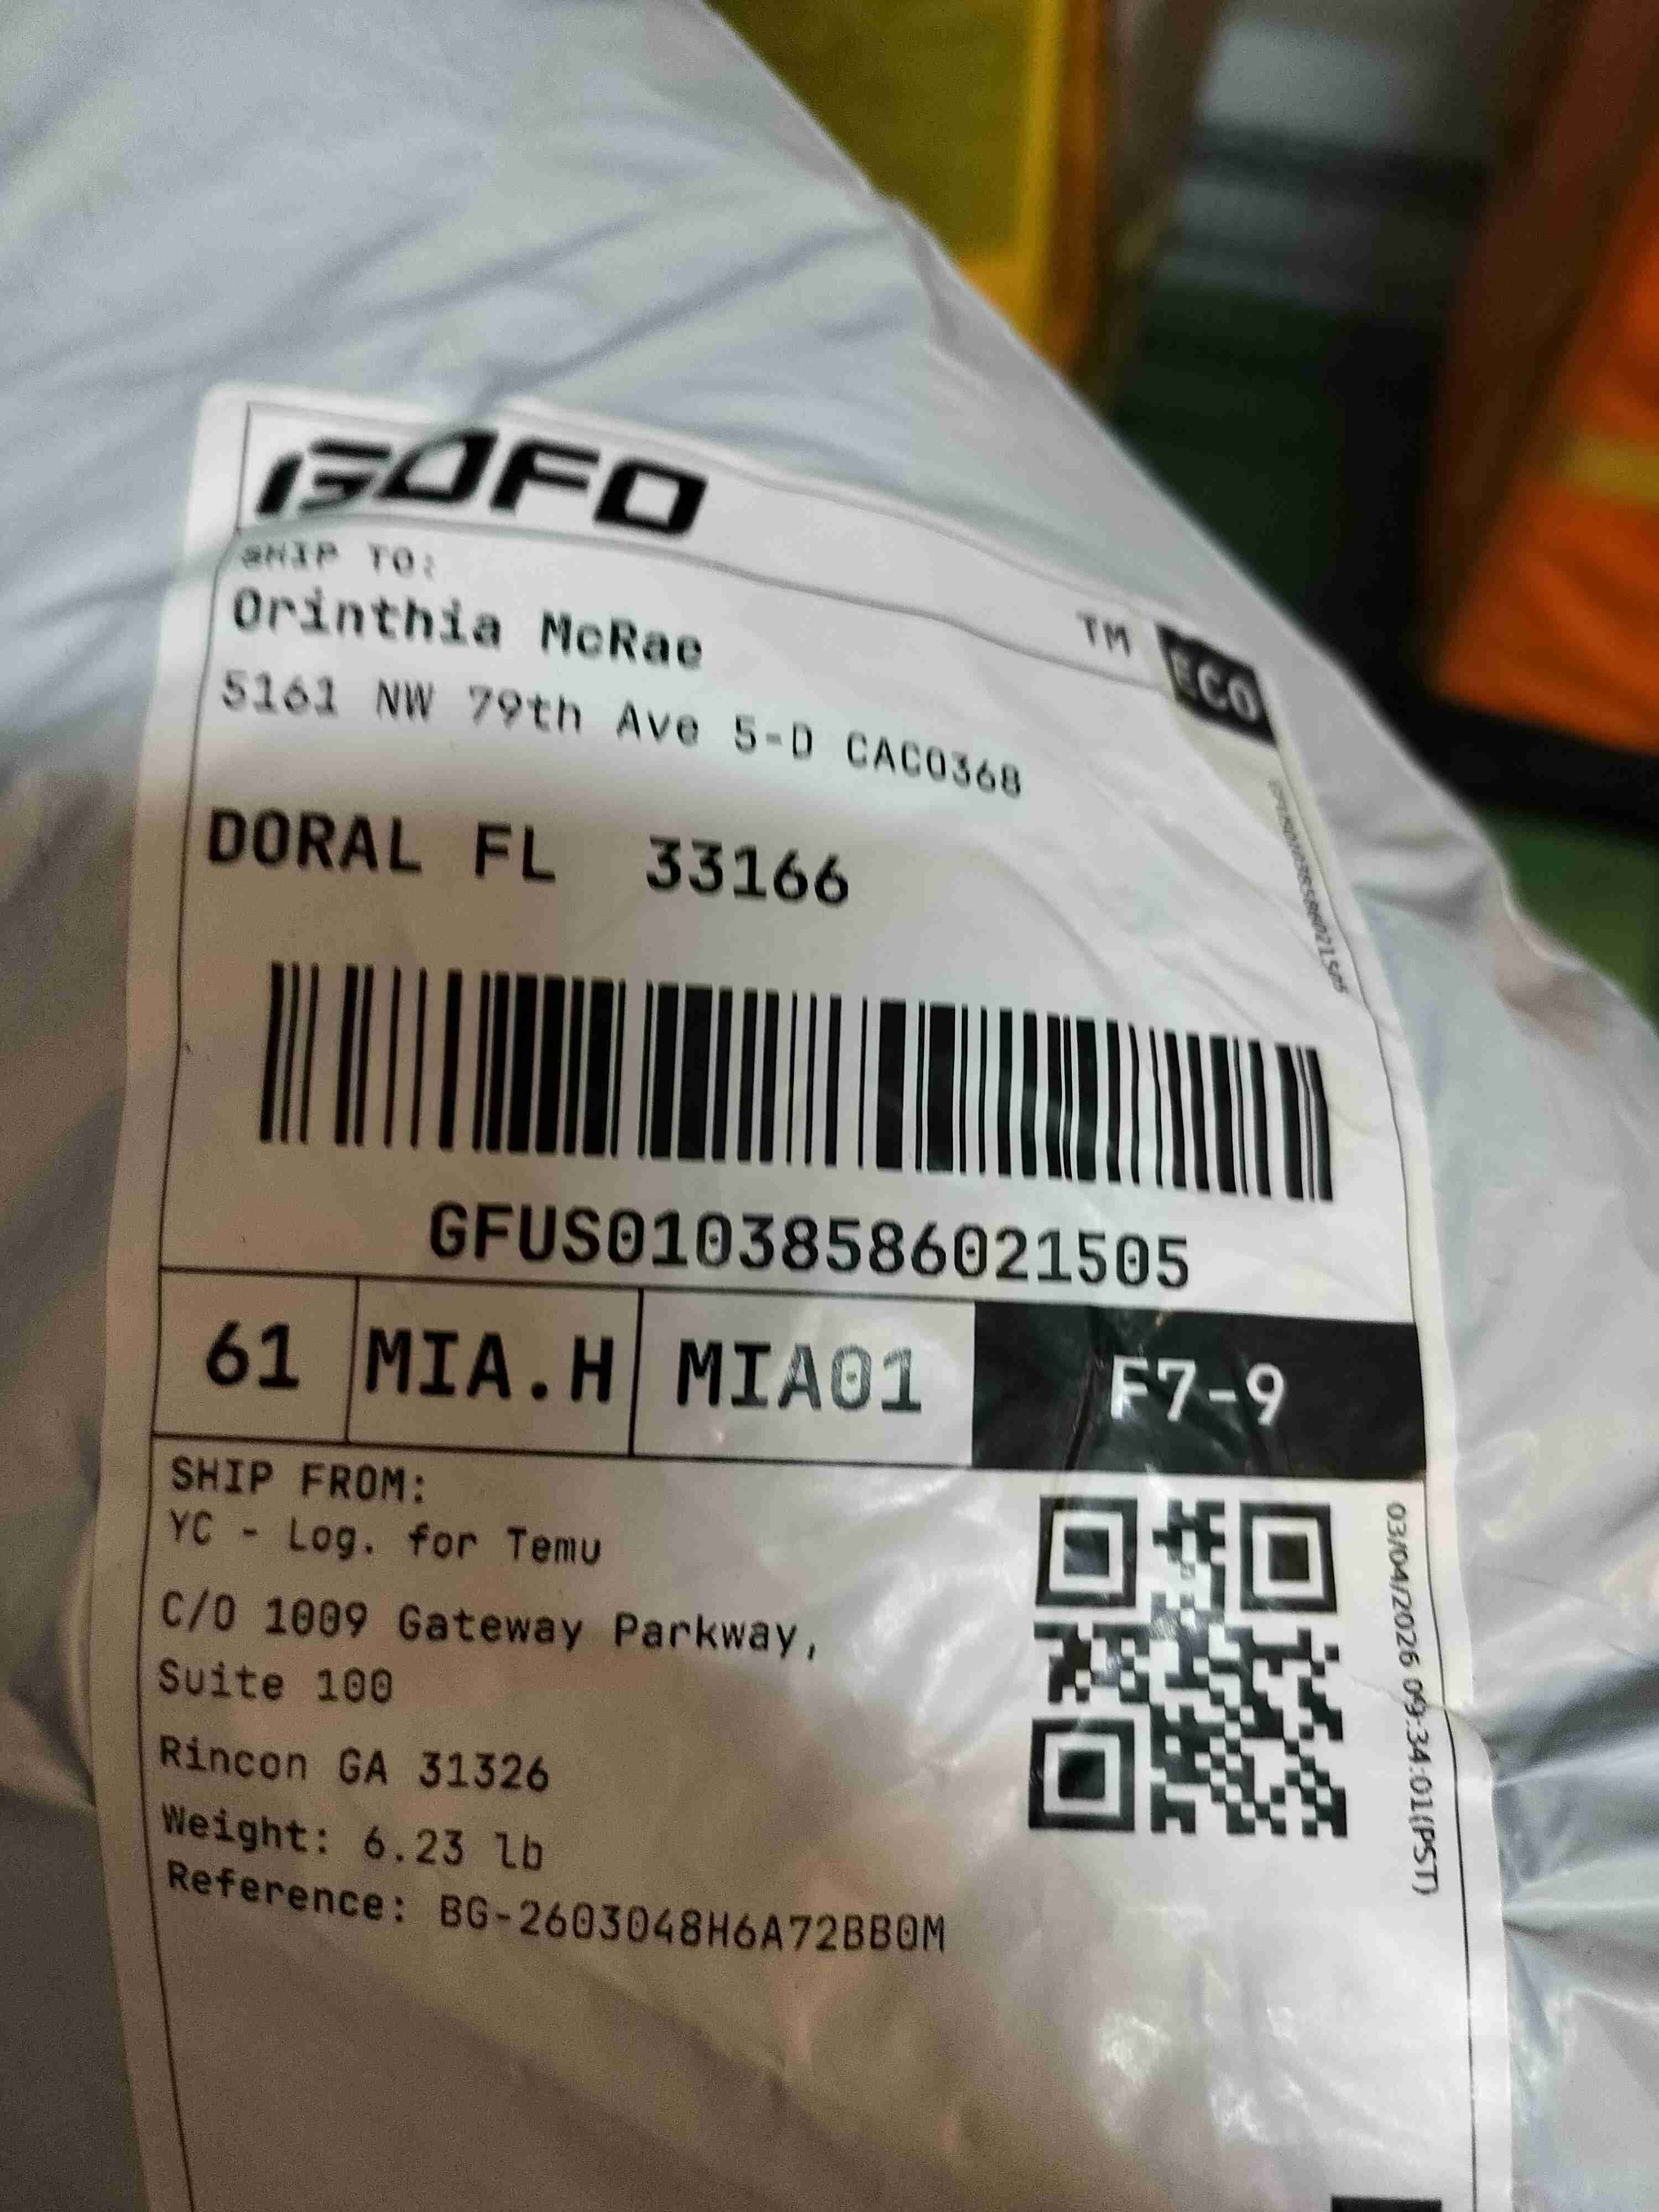 GOFO
TM ECO
SHIP TO:
Orinthia McRae
5161 NW 79th Ave 5-D CAC0368
DORAL FL 33166
GFUS01038586021505
61 MIA.H MIA01 F7-9
SHIP FROM:
YC - Log. for Temu
C/O 1009 Gateway Parkway,
Suite 100
Rincon GA 31326
Weight: 6.23 lb
Reference: BG-2603048H6A72BB0M
03/04/2026 09:34:01(PST)